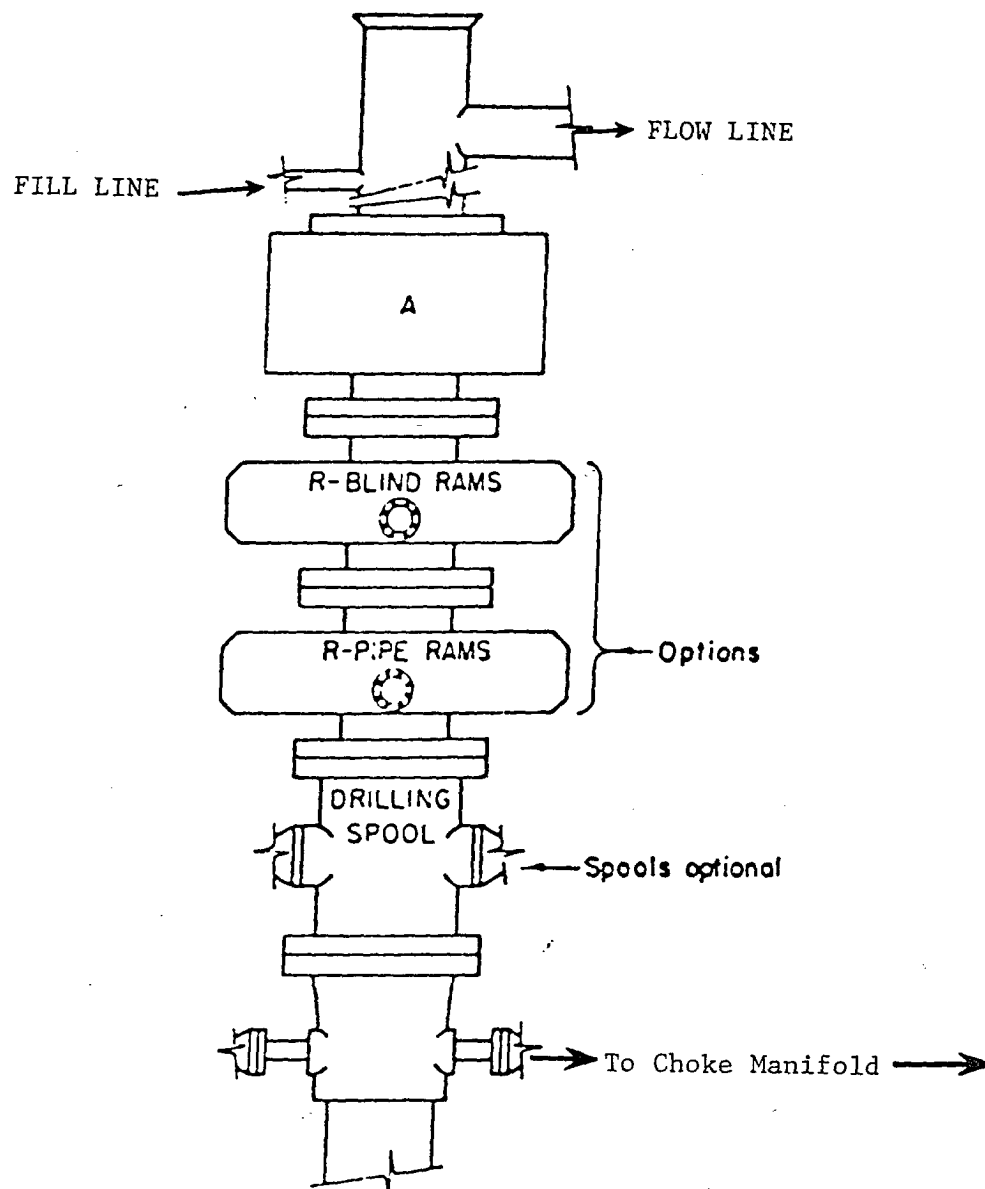 FLOW LINE
FILL LINE
A
R-BLIND RAMS
R-PIPE RAMS
Options
DRILLING
SPOOL
Spools optional
To Choke Manifold